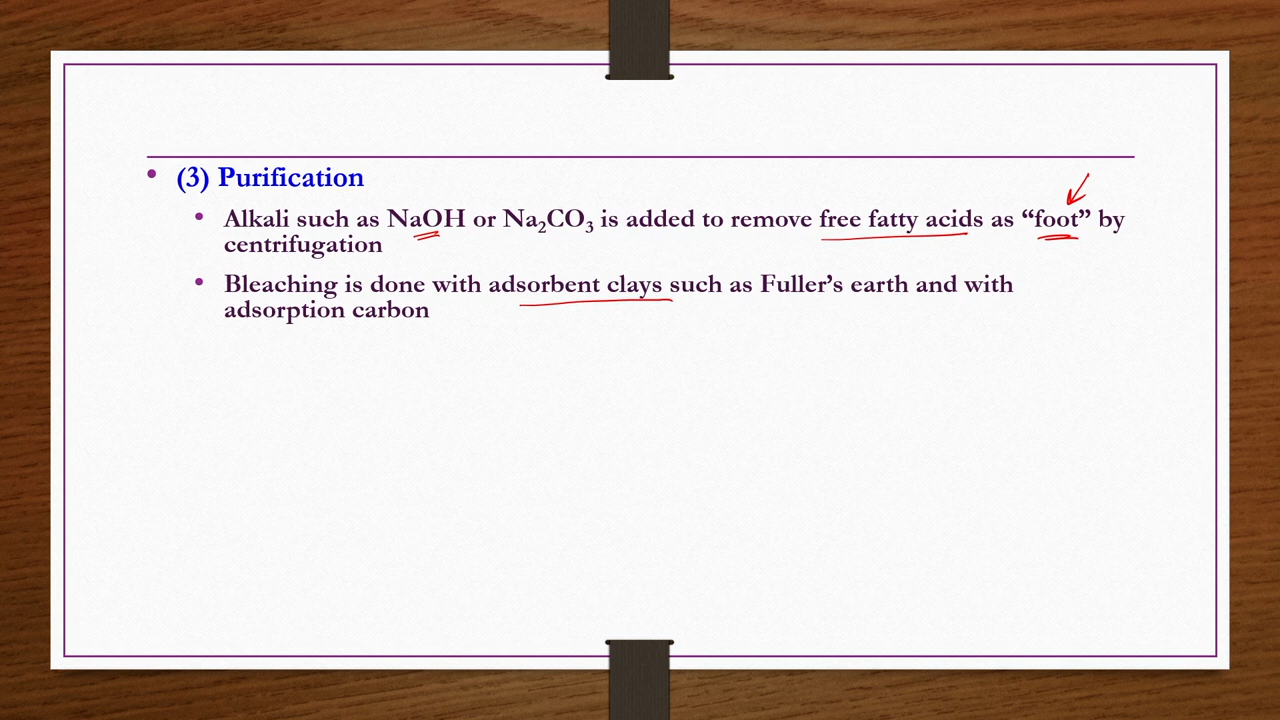 • (3) Purification
• Alkali such as NaOH or Na₂CO₃ is added to remove free fatty acids as “foot” by
centrifugation
• Bleaching is done with adsorbent clays such as Fuller’s earth and with
adsorption carbon